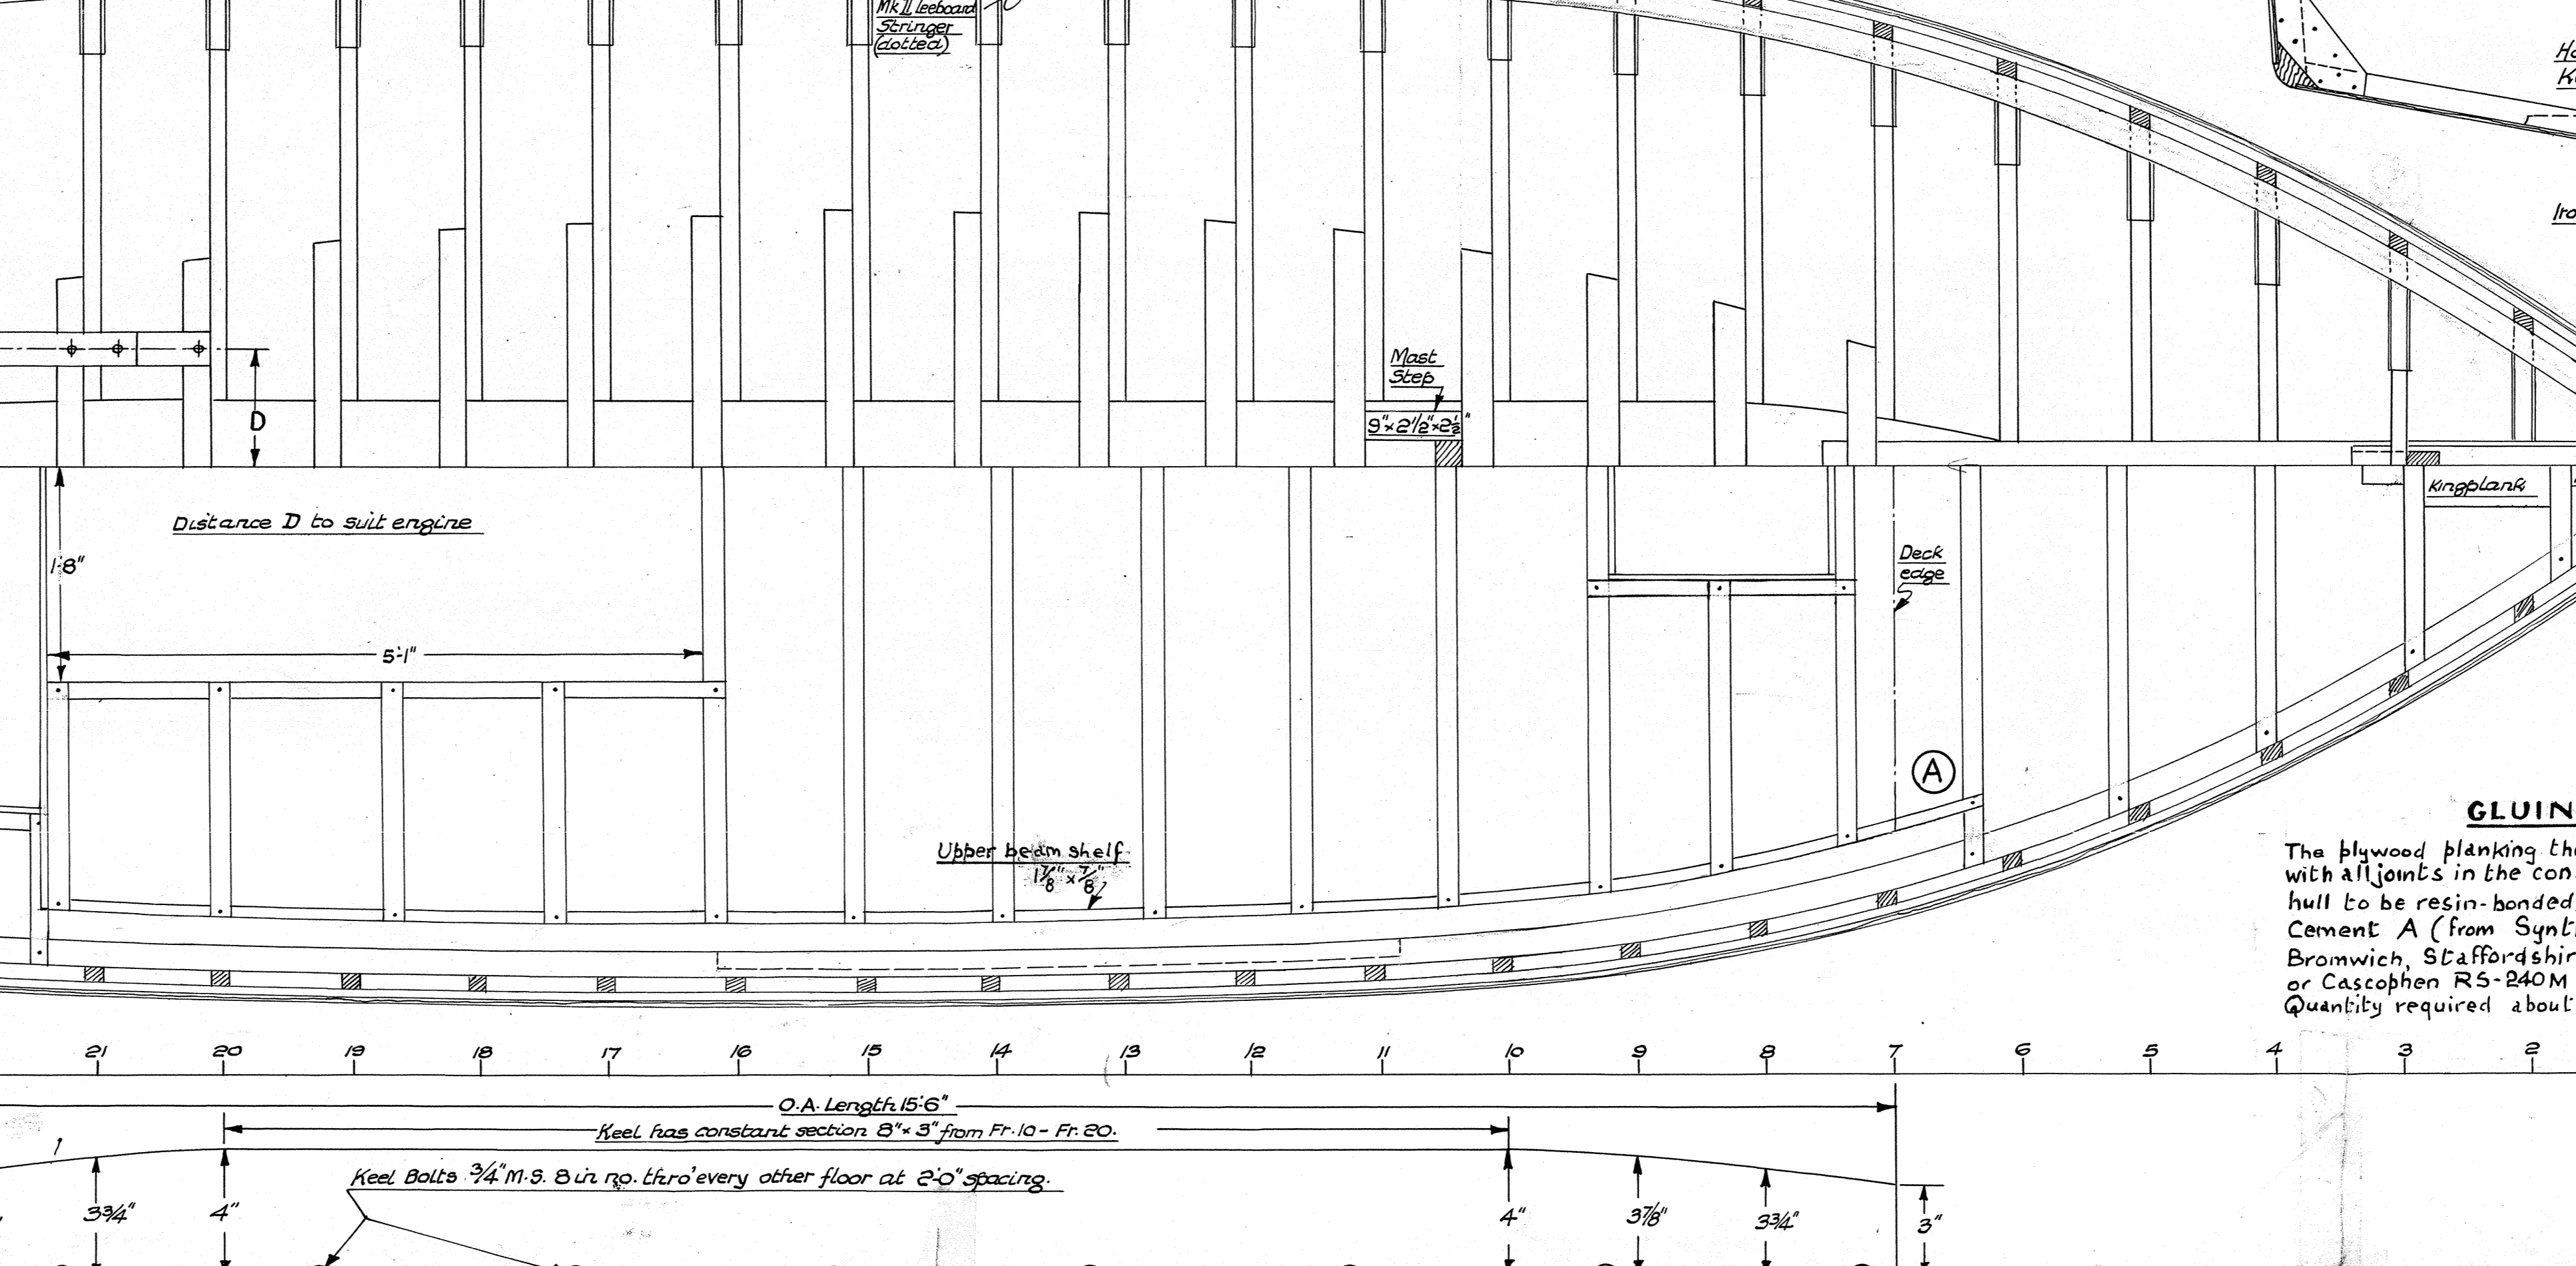 Mk II leeboard
Stringer
(dotted)
Mast
Step
9"x2½"x2½"
D
Kingplank
Distance D to suit engine
1'-8"
Deck
edge
5'-1"
A
Upper beam shelf
1⅞" x ⅞"
GLUIN
The plywood planking th
with all joints in the con
hull to be resin-bonded
Cement A (from Synt
Bromwich, Staffordshir
or Cascophen RS-240M
Quantity required about
21 20 19 18 17 16 15 14 13 12 11 10 9 8 7 6 5 4 3 2
O.A. Length 15'-6"
Keel has constant section 8"x 3" from Fr. 10 - Fr. 20.
Keel Bolts ¾" M.S. 8 in no. thro' every other floor at 2'-0" spacing.
3¾" 4" 4" 3⅞" 3¾" 3"